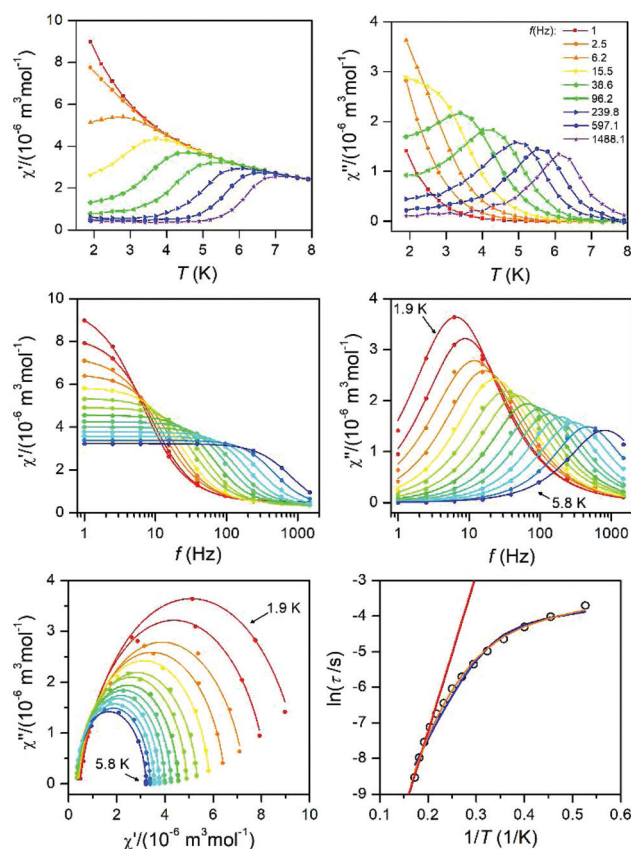 χ'/(10⁻⁶ m³mol⁻¹)
10
8
6
4
2
0
2 3 4 5 6 7 8
T (K)
χ''/(10⁻⁶ m³mol⁻¹)
4
3
2
1
0
2 3 4 5 6 7 8
T (K)
f(Hz):
1
2.5
6.2
15.5
38.6
96.2
239.8
597.1
1488.1
χ'/(10⁻⁶ m³mol⁻¹)
10
8
6
4
2
0
1 10 100 1000
f (Hz)
χ''/(10⁻⁶ m³mol⁻¹)
4
3
2
1
0
1.9 K
5.8 K
1 10 100 1000
f (Hz)
χ''/(10⁻⁶ m³mol⁻¹)
4
3
2
1
0
1.9 K
5.8 K
0 2 4 6 8 10
χ'/(10⁻⁶ m³mol⁻¹)
ln(τ/s)
-3
-4
-5
-6
-7
-8
-9
0.1 0.2 0.3 0.4 0.5 0.6
1/T (1/K)